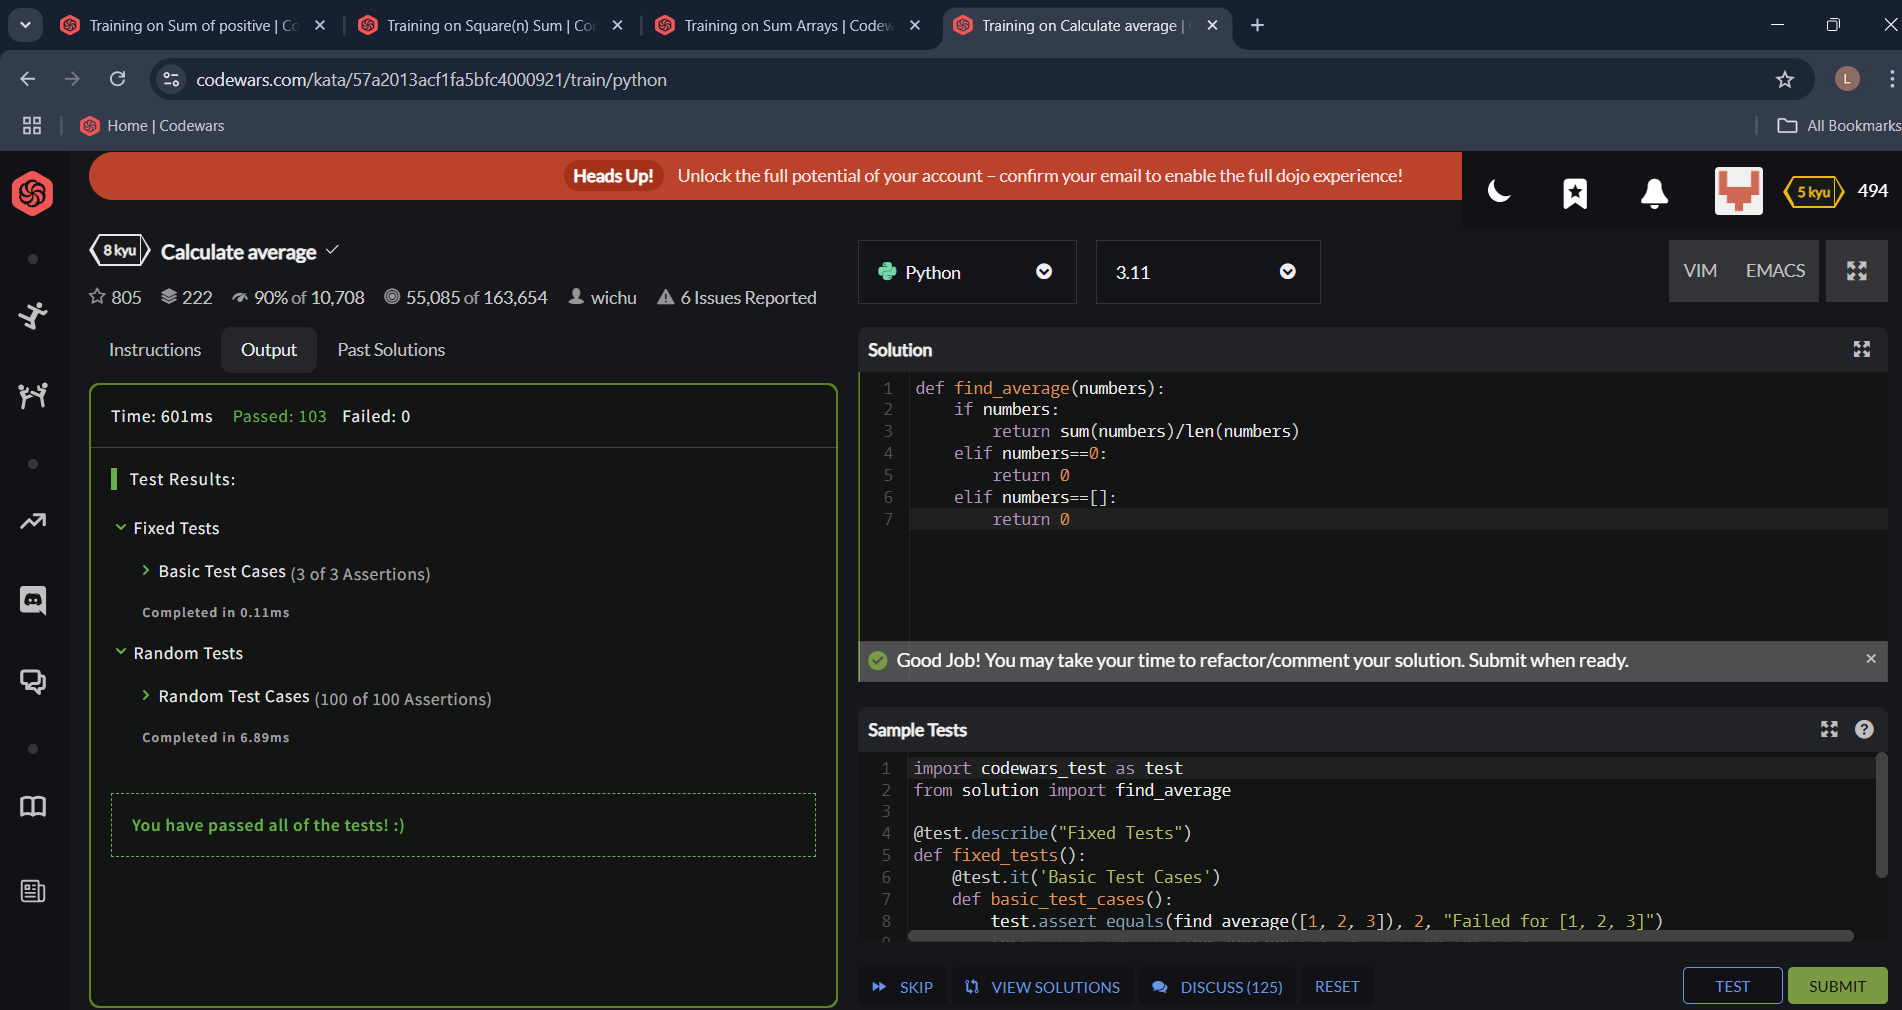 Training on Sum of positive | Co
Training on Square(n) Sum | Co
Training on Sum Arrays | Codew
Training on Calculate average |
codewars.com/kata/57a2013acf1fa5bfc4000921/train/python
L
Home | Codewars
All Bookmarks
Heads Up! Unlock the full potential of your account – confirm your email to enable the full dojo experience!
5 kyu 494
8 kyu Calculate average
805 222 90% of 10,708 55,085 of 163,654 wichu 6 Issues Reported
Python
3.11
VIM EMACS
Instructions Output Past Solutions
Time: 601ms Passed: 103 Failed: 0
Test Results:
Fixed Tests
Basic Test Cases (3 of 3 Assertions)
Completed in 0.11ms
Random Tests
Random Test Cases (100 of 100 Assertions)
Completed in 6.89ms
You have passed all of the tests! :)
Solution
1 def find_average(numbers):
2     if numbers:
3         return sum(numbers)/len(numbers)
4     elif numbers==0:
5         return 0
6     elif numbers==[]:
7         return 0
Good Job! You may take your time to refactor/comment your solution. Submit when ready.
Sample Tests
1 import codewars_test as test
2 from solution import find_average
3
4 @test.describe("Fixed Tests")
5 def fixed_tests():
6     @test.it('Basic Test Cases')
7     def basic_test_cases():
8         test.assert_equals(find_average([1, 2, 3]), 2, "Failed for [1, 2, 3]")
SKIP VIEW SOLUTIONS DISCUSS (125) RESET
TEST SUBMIT